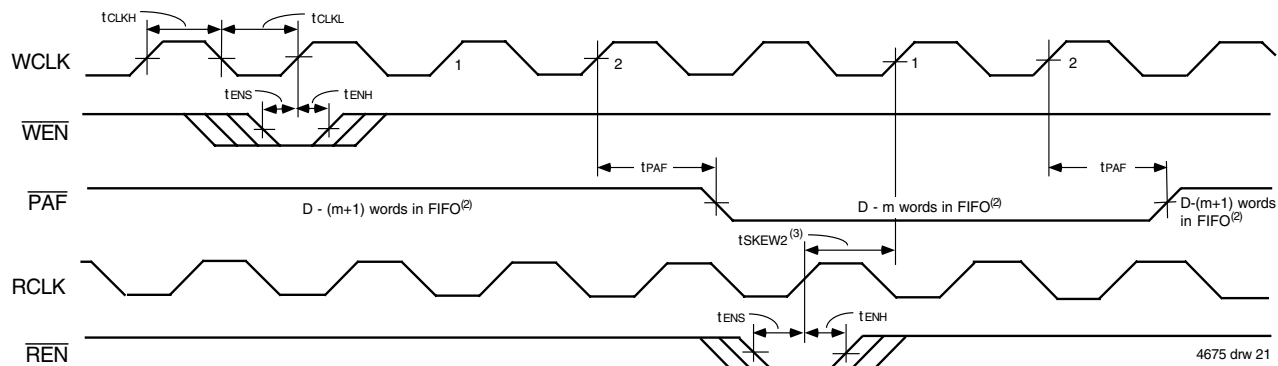 tCLKH tCLKL
WCLK 1 2 1 2
tENS tENH
WEN
tPAF tPAF
PAF D - (m+1) words in FIFO(2) D - m words in FIFO(2) D-(m+1) words
in FIFO(2)
tSKEW2(3)
RCLK
tENS tENH
REN
4675 drw 21